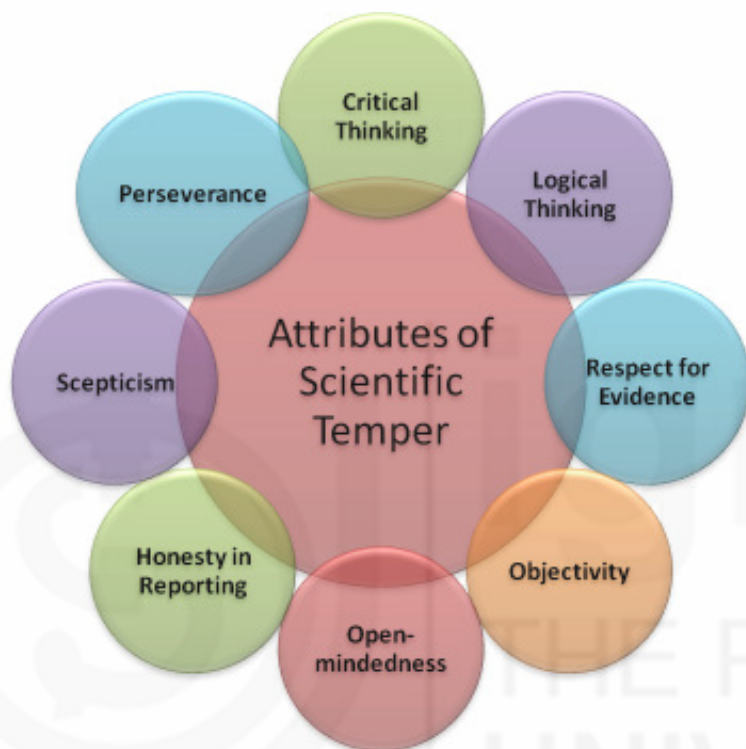 Critical
Thinking
Logical
Thinking
Respect for
Evidence
Objectivity
Open-
mindedness
Honesty in
Reporting
Scepticism
Perseverance
Attributes of
Scientific
Temper
THE P